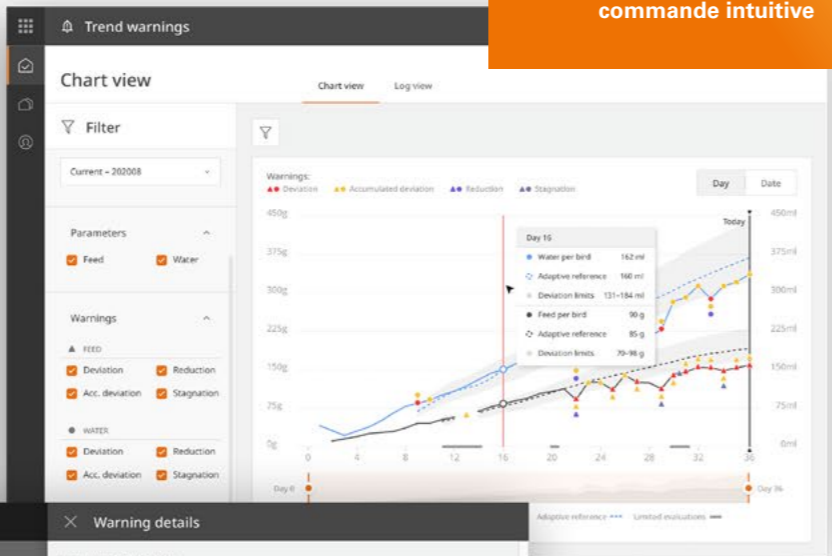 commande intuitive
Trend warnings
Chart view
Chart view Log view
Filter
Current – 202008
Parameters
Feed Water
Warnings
FEED
Deviation Reduction
Acc. deviation Stagnation
WATER
Deviation Reduction
Acc. deviation Stagnation
Warnings:
Deviation Accumulated deviation Reduction Stagnation
Day Date
450g 450ml
Today
375g 375ml
300g 300ml
225g 225ml
150g 150ml
75g 75ml
0g 0ml
Day 16
Water per bird 162 ml
Adaptive reference 160 ml
Deviation limits 131–184 ml
Feed per bird 90 g
Adaptive reference 85 g
Deviation limits 70–98 g
0 4 8 12 16 20 24 28 32 36
Day 0 Day 36
Adaptive reference Limited evaluations
Warning details